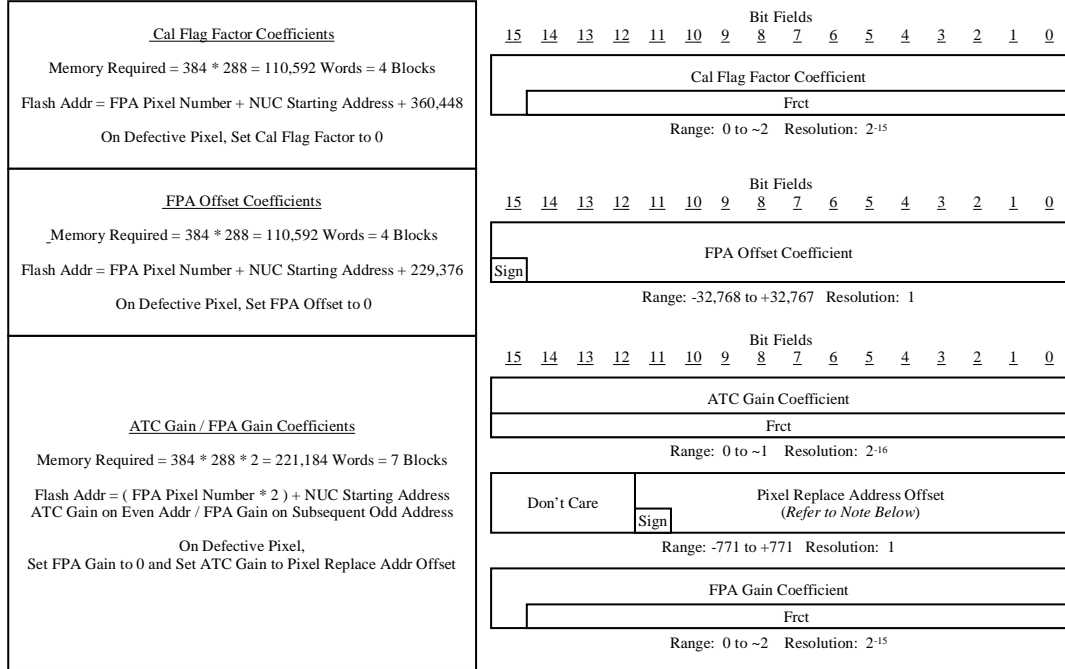 Cal Flag Factor Coefficients
Memory Required = 384 * 288 = 110,592 Words = 4 Blocks
Flash Addr = FPA Pixel Number + NUC Starting Address + 360,448
On Defective Pixel, Set Cal Flag Factor to 0
Bit Fields
15 14 13 12 11 10 9 8 7 6 5 4 3 2 1 0
Cal Flag Factor Coefficient
Frct
Range: 0 to ~2 Resolution: 2-15
FPA Offset Coefficients
Memory Required = 384 * 288 = 110,592 Words = 4 Blocks
Flash Addr = FPA Pixel Number + NUC Starting Address + 229,376
On Defective Pixel, Set FPA Offset to 0
Bit Fields
15 14 13 12 11 10 9 8 7 6 5 4 3 2 1 0
FPA Offset Coefficient
Sign
Range: -32,768 to +32,767 Resolution: 1
ATC Gain / FPA Gain Coefficients
Memory Required = 384 * 288 * 2 = 221,184 Words = 7 Blocks
Flash Addr = ( FPA Pixel Number * 2 ) + NUC Starting Address
ATC Gain on Even Addr / FPA Gain on Subsequent Odd Address
On Defective Pixel,
Set FPA Gain to 0 and Set ATC Gain to Pixel Replace Addr Offset
Bit Fields
15 14 13 12 11 10 9 8 7 6 5 4 3 2 1 0
ATC Gain Coefficient
Frct
Range: 0 to ~1 Resolution: 2-16
Don't Care
Sign
Pixel Replace Address Offset
(Refer to Note Below)
Range: -771 to +771 Resolution: 1
FPA Gain Coefficient
Frct
Range: 0 to ~2 Resolution: 2-15